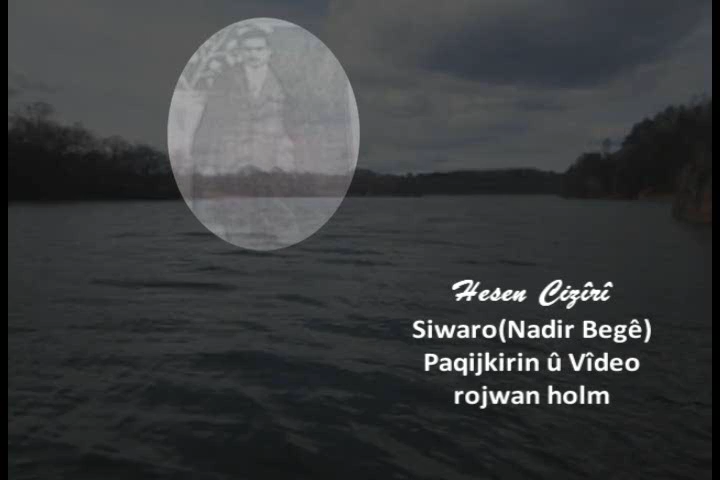 Hesen Cizîrî
Siwaro(Nadir Begê)
Paqijkirin û Vîdeo
rojwan holm